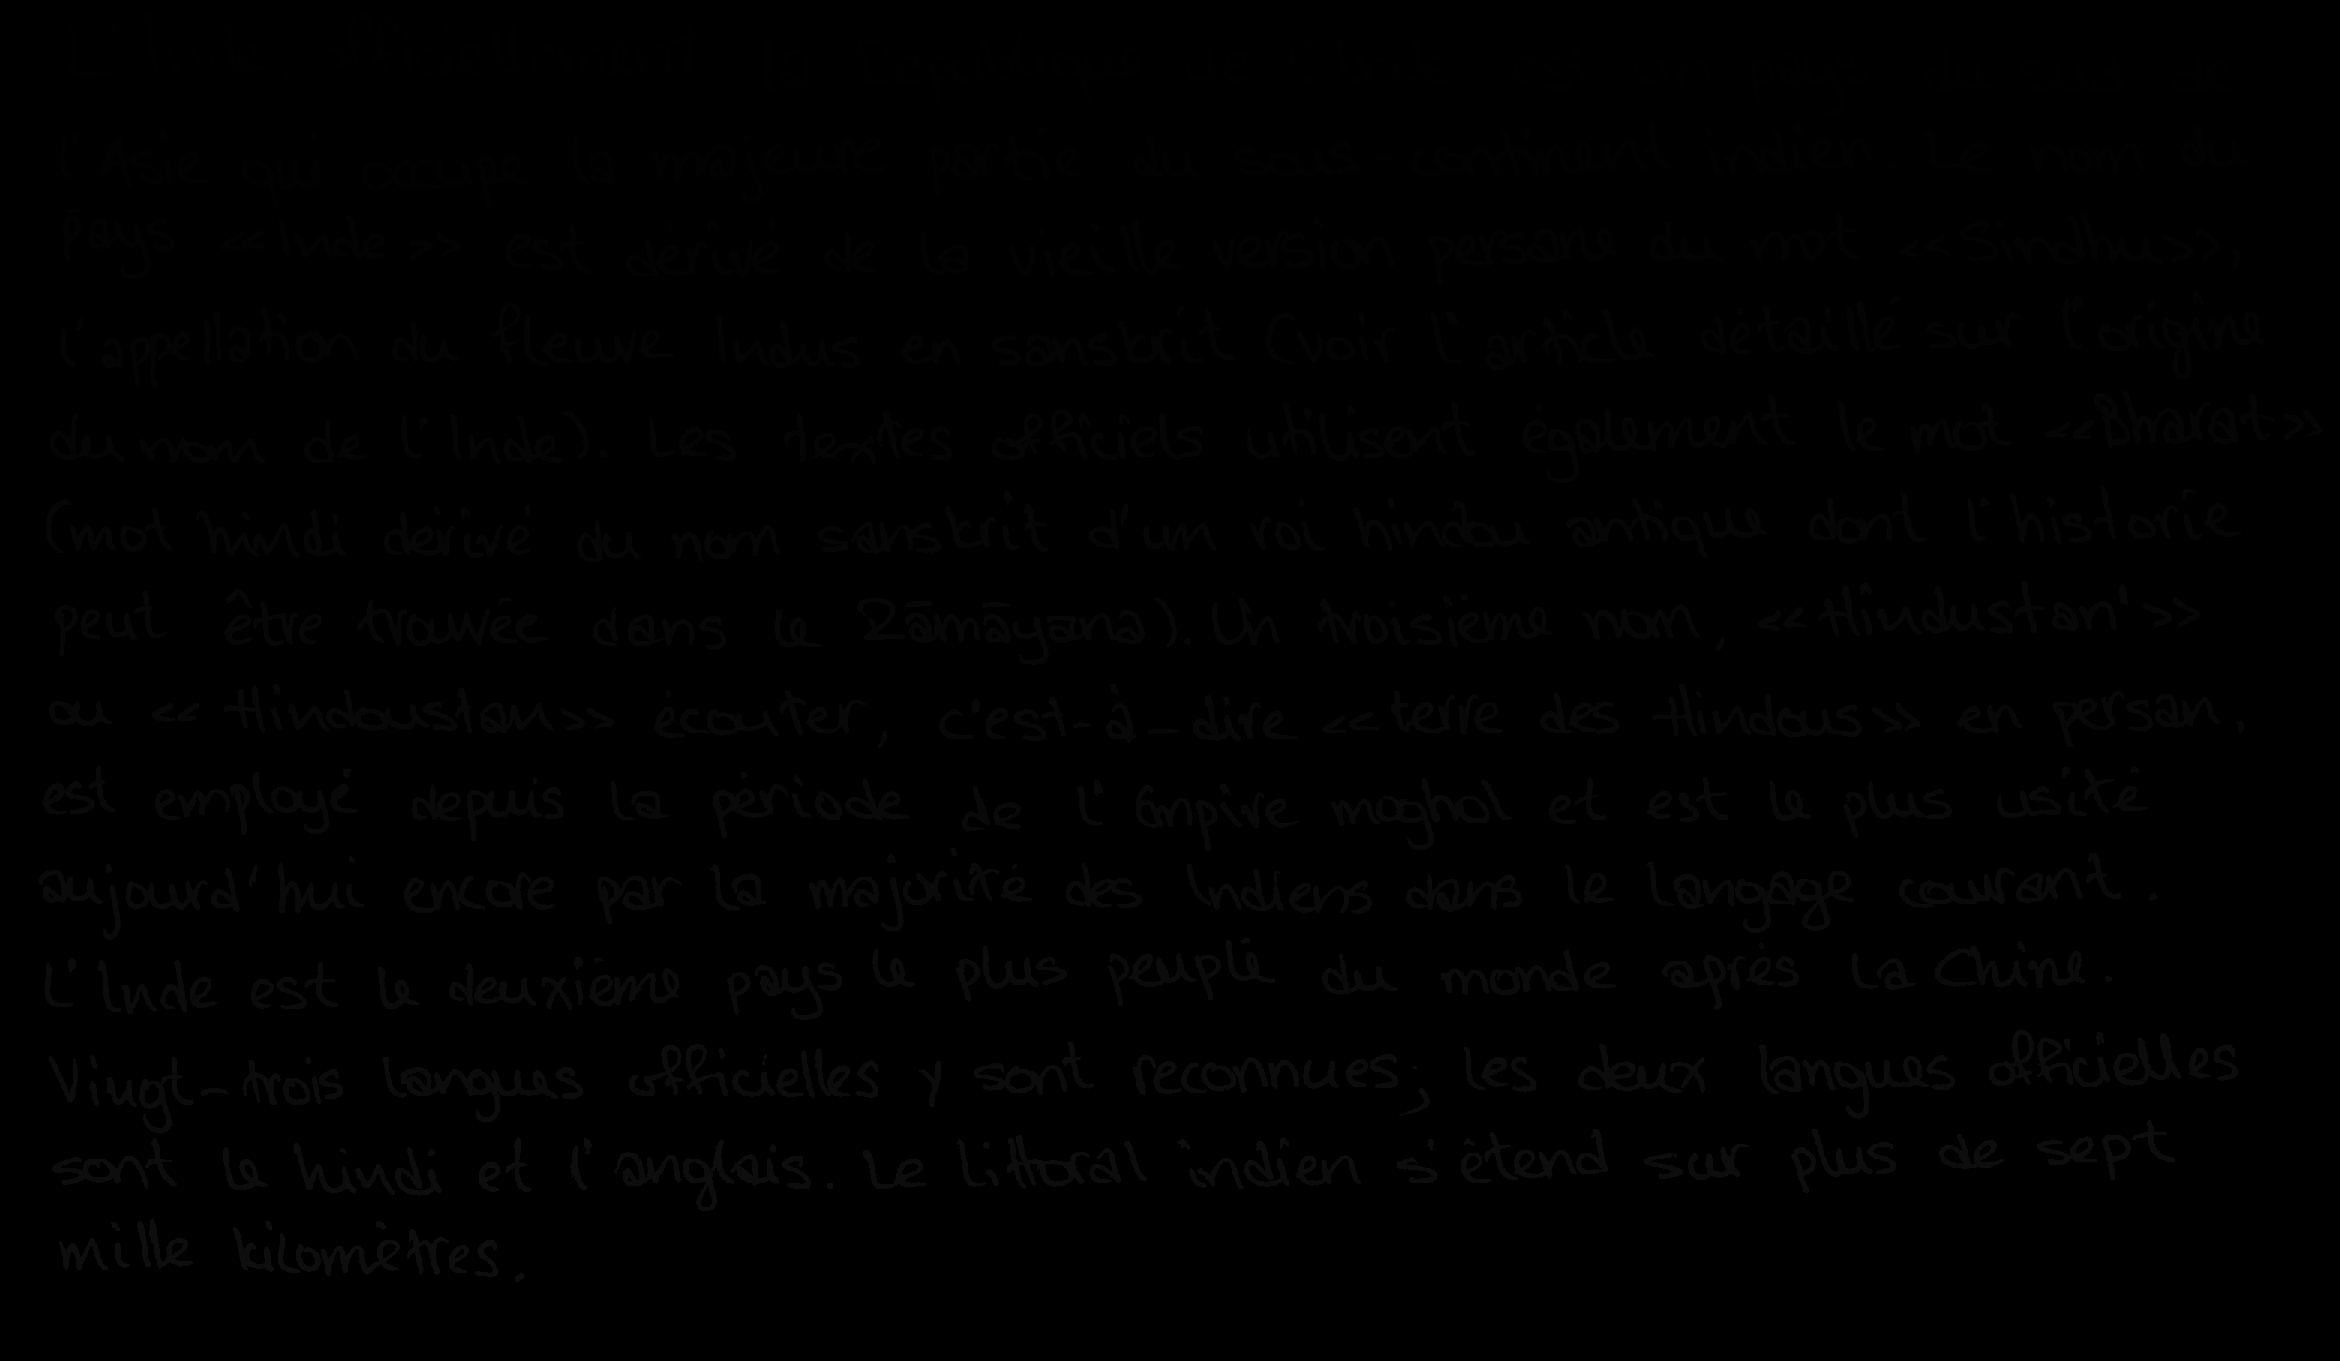 L'Inde, officiellement la République de l'Inde est un pays du sud de
l'Asie qui occupe la majeure partie du sous-continent indien. Le nom du
pays <<Inde>> est dérivé de la vieille version persane du mot <<Sindhu>>,
l'appellation du fleuve Indus en sanskrit (voir l'article détaillé sur l'origine
du nom de l'Inde). Les textes officiels utilisent également le mot <<Bharat>>
(mot hindi dérivé du nom sanskrit d'un roi hindou antique dont l'historie
peut être trouvée dans le Rāmāyana). Un troisième nom, <<Hindustan'>>
ou <<Hindoustan>> écouter, c'est-à-dire <<terre des Hindous>> en persan,
est employé depuis la période de l'Empire moghol et est le plus usité
aujourd'hui encore par la majorité des Indiens dans le langage courant.
L'Inde est le deuxième pays le plus peuplé du monde après la Chine.
Vingt-trois langues officielles y sont reconnues; les deux langues officielles
sont le hindi et l'anglais. Le littoral indien s'étend sur plus de sept
mille kilomètres.